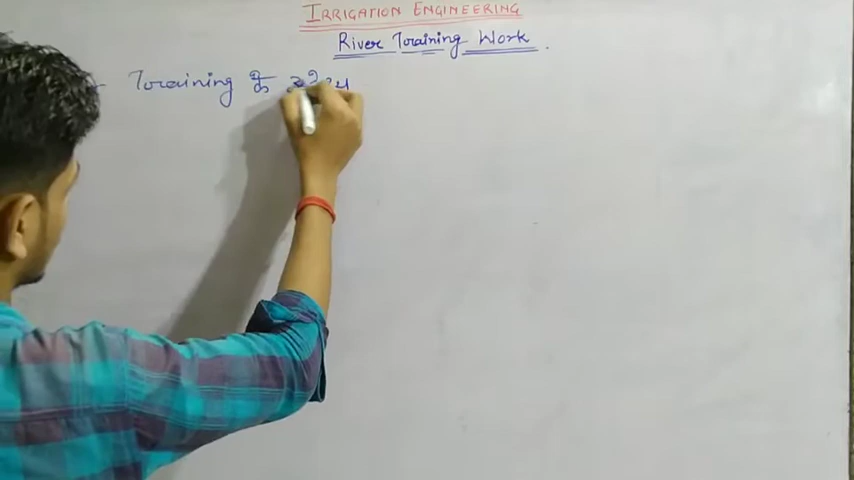 IRRIGATION ENGINEERING
River Training Work.
Training के